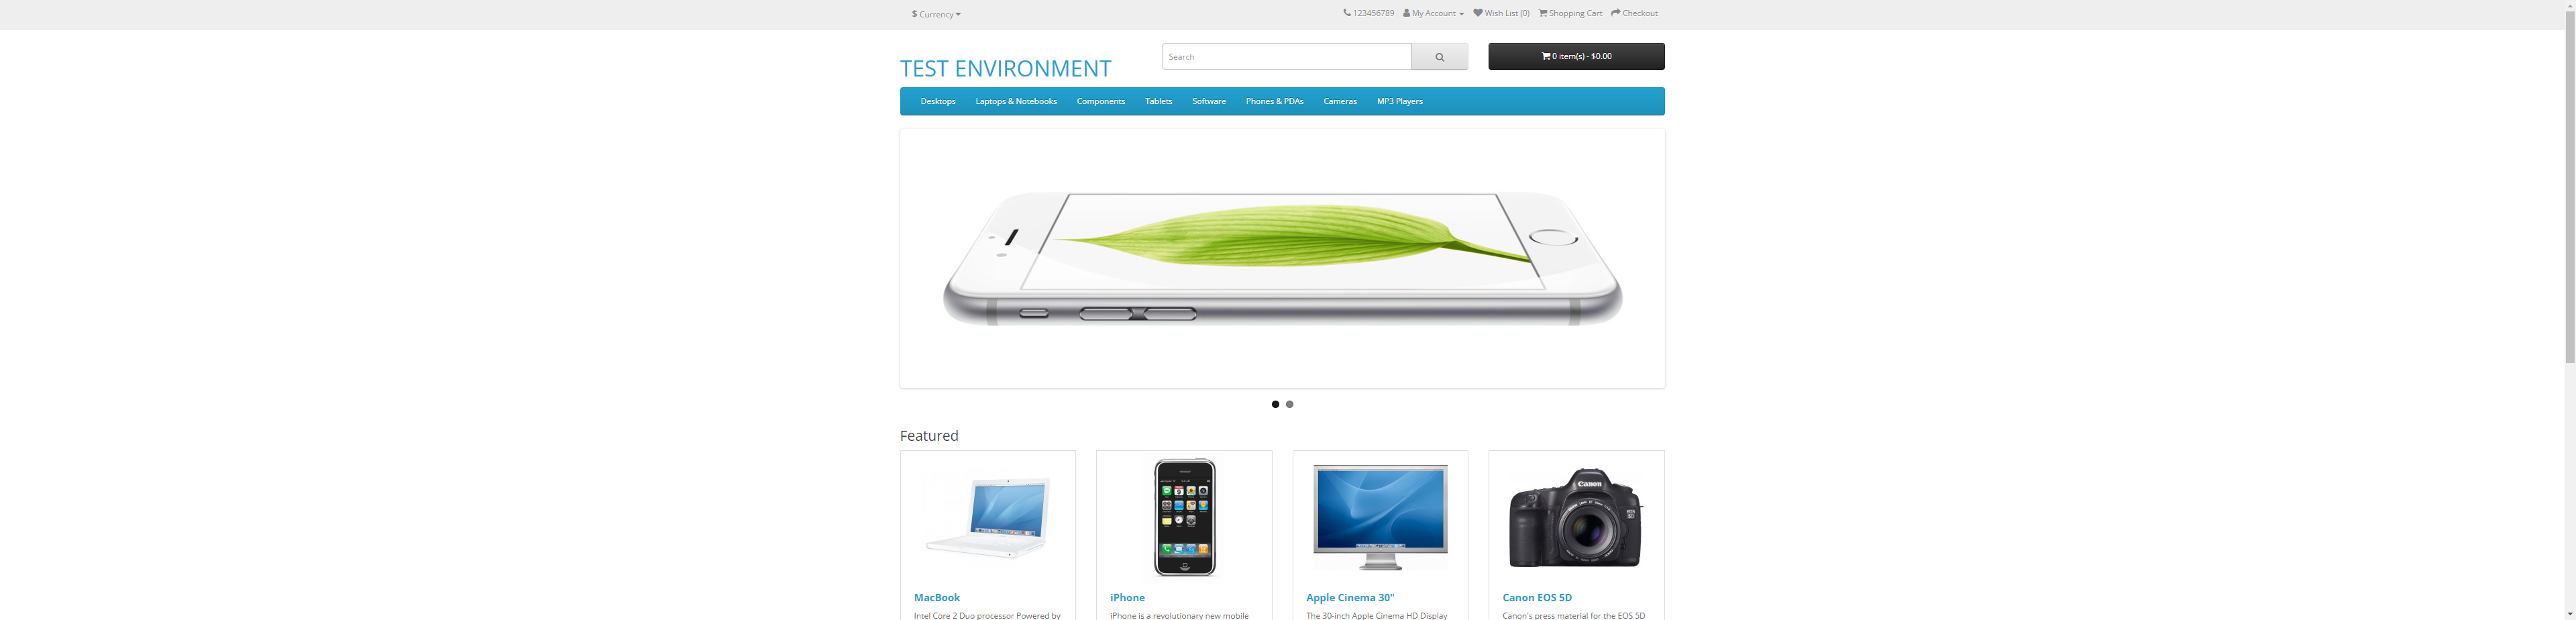 $ Currency
123456789 My Account Wish List (0) Shopping Cart Checkout
TEST ENVIRONMENT
Search
0 item(s) - $0.00
Desktops Laptops & Notebooks Components Tablets Software Phones & PDAs Cameras MP3 Players
Featured
Canon
MacBook
iPhone
Apple Cinema 30"
Canon EOS 5D
Intel Core 2 Duo processor Powered by
iPhone is a revolutionary new mobile
The 30-inch Apple Cinema HD Display
Canon's press material for the EOS 5D